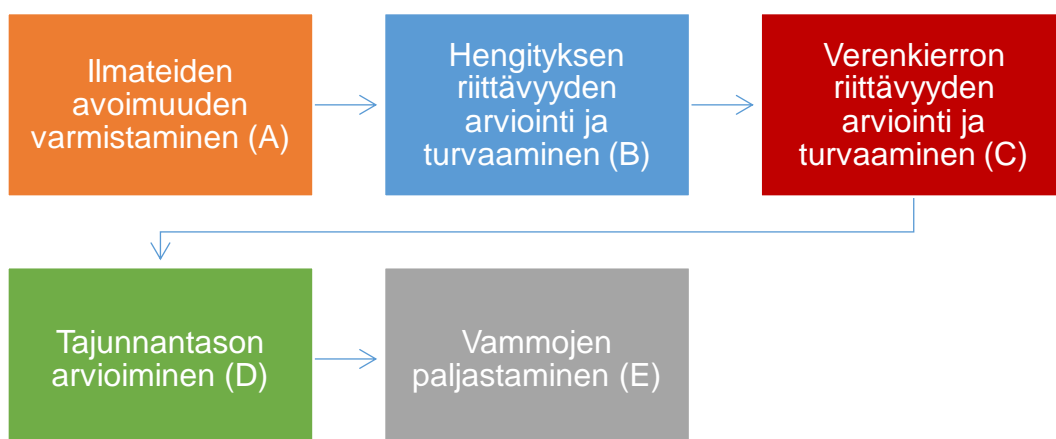 Ilmateiden
avoimuuden
varmistaminen (A)
Hengityksen
riittävyyden
arviointi ja
turvaaminen (B)
Verenkierron
riittävyyden
arviointi ja
turvaaminen (C)
Tajunnantason
arvioiminen (D)
Vammojen
paljastaminen (E)